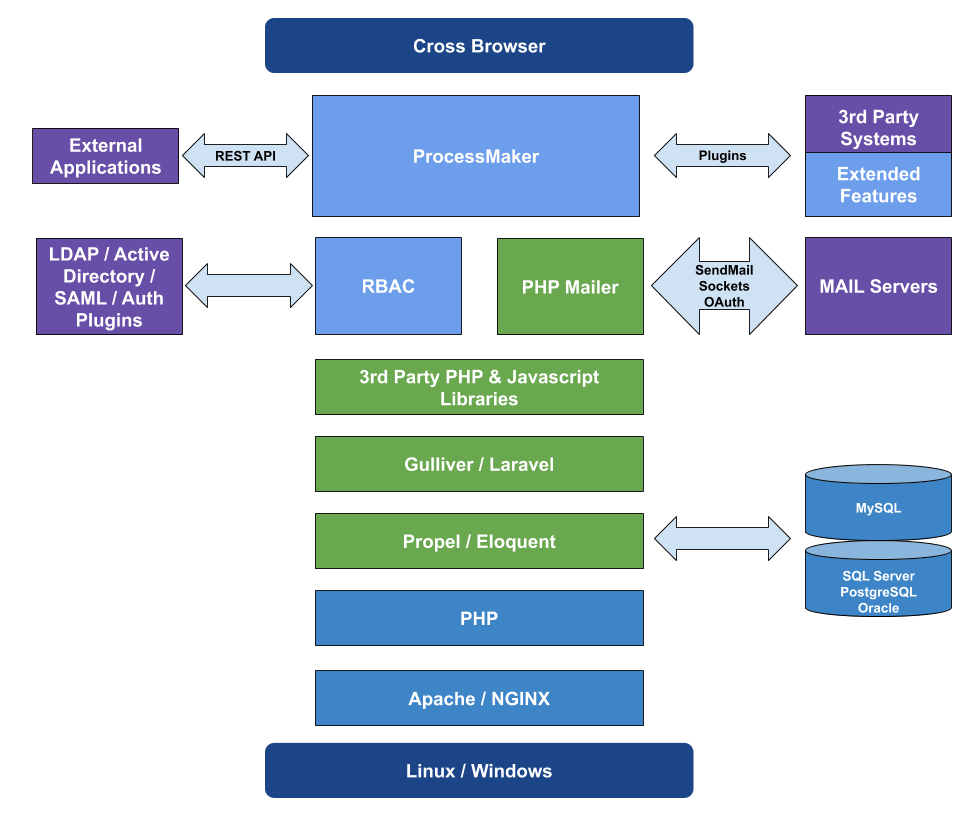 Cross Browser
External
Applications
REST API
ProcessMaker
Plugins
3rd Party
Systems
Extended
Features
LDAP / Active
Directory /
SAML / Auth
Plugins
RBAC
PHP Mailer
SendMail
Sockets
OAuth
MAIL Servers
3rd Party PHP & Javascript
Libraries
Gulliver / Laravel
Propel / Eloquent
MySQL
SQL Server
PostgreSQL
Oracle
PHP
Apache / NGINX
Linux / Windows